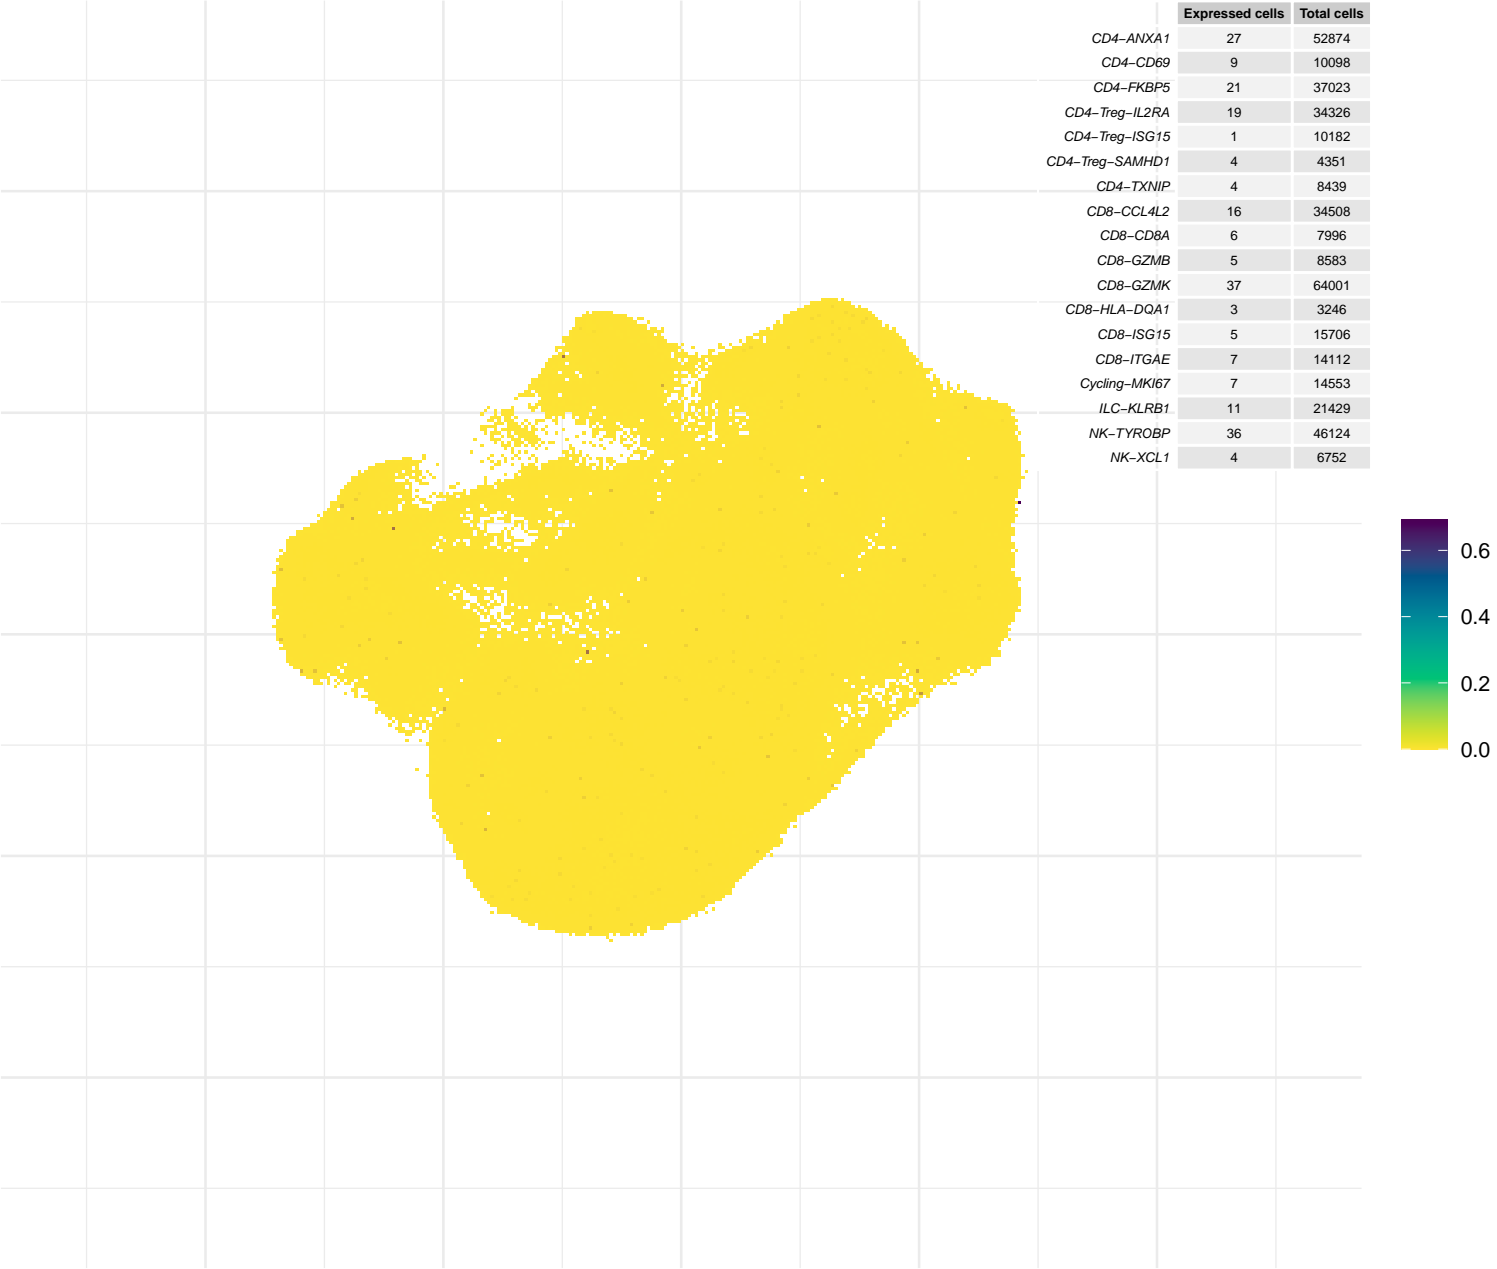 Expressed cells Total cells
CD4−ANXA1 27 52874
CD4−CD69 9 10098
CD4−FKBP5 21 37023
CD4−Treg−IL2RA 19 34326
CD4−Treg−ISG15 1 10182
CD4−Treg−SAMHD1 4 4351
CD4−TXNIP 4 8439
CD8−CCL4L2 16 34508
CD8−CD8A 6 7996
CD8−GZMB 5 8583
CD8−GZMK 37 64001
CD8−HLA−DQA1 3 3246
CD8−ISG15 5 15706
CD8−ITGAE 7 14112
Cycling−MKI67 7 14553
ILC−KLRB1 11 21429
NK−TYROBP 36 46124
NK−XCL1 4 6752
0.6
0.4
0.2
0.0